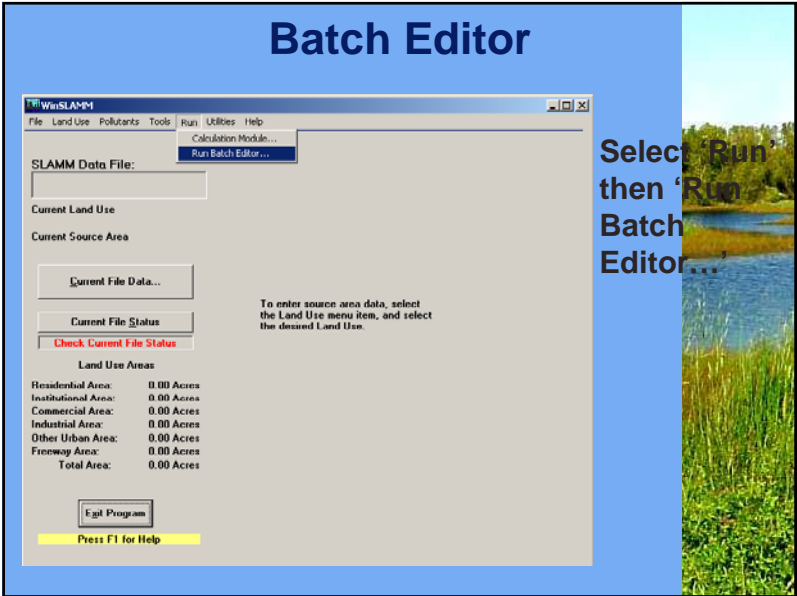 Batch Editor
WinSLAMM
File Land Use Pollutants Tools Run Utilities Help
Calculation Module...
Run Batch Editor...
SLAMM Data File:
Current Land Use
Current Source Area
Current File Data...
Current File Status
Check Current File Status
Land Use Areas
Residential Area: 0.00 Acres
Institutional Area: 0.00 Acres
Commercial Area: 0.00 Acres
Industrial Area: 0.00 Acres
Other Urban Area: 0.00 Acres
Freeway Area: 0.00 Acres
Total Area: 0.00 Acres
Exit Program
Press F1 for Help
To enter source area data, select
the Land Use menu item, and select
the desired Land Use.
Select 'Run'
then 'Run
Batch
Editor…'